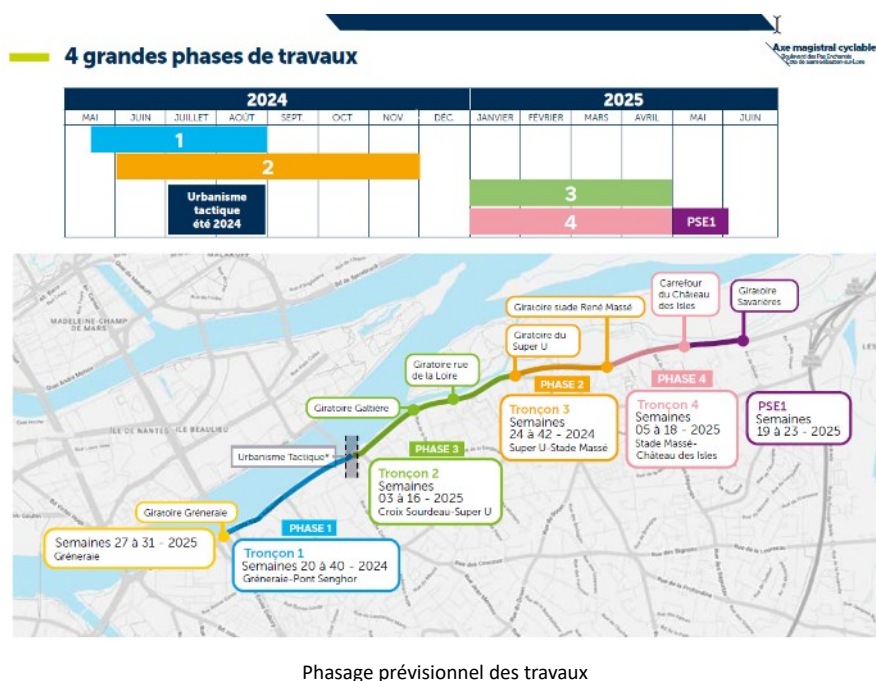 4 grandes phases de travaux
Axe magistral cyclable
2024
2025
MAI
JUIN
JUILLET
AOÛT
SEPT.
OCT.
NOV.
DÉC.
JANVIER
FÉVRIER
MARS
AVRIL
MAI
JUIN
1
2
Urbanisme
tactique
été 2024
3
4
PSE1
MALAKOFF
MADELEINE-CHAMP
DE MARS
ÎLE DE NANTES
ÎLE BEAULIEU
Giratoire stade René Massé
Carrefour
du Château
des Isles
Giratoire
Savarières
Giratoire du
Super U
Giratoire rue
de la Loire
Giratoire Galtière
Urbanisme Tactique*
Giratoire Gréneraie
PHASE 2
Tronçon 3
Semaines
24 à 42 - 2024
Super U-Stade Massé
PHASE 4
Tronçon 4
Semaines
05 à 18 - 2025
Stade Massé-
Château des Isles
PSE1
Semaines
19 à 23 - 2025
PHASE 3
Tronçon 2
Semaines
03 à 16 - 2025
Croix Sourdeau-Super U
Semaines 27 à 31 - 2025
Gréneraie
PHASE 1
Tronçon 1
Semaines 20 à 40 - 2024
Gréneraie-Pont Senghor
Phasage prévisionnel des travaux